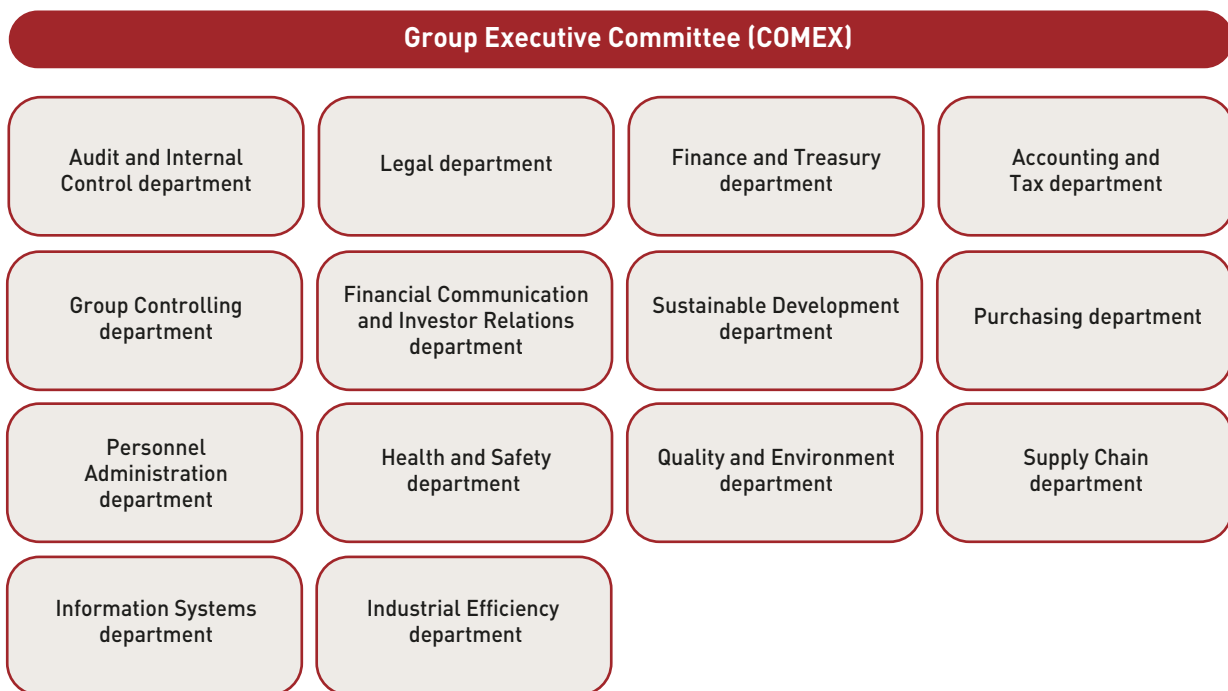 Group Executive Committee (COMEX)
Audit and Internal
Control department
Legal department
Finance and Treasury
department
Accounting and
Tax department
Group Controlling
department
Financial Communication
and Investor Relations
department
Sustainable Development
department
Purchasing department
Personnel
Administration
department
Health and Safety
department
Quality and Environment
department
Supply Chain
department
Information Systems
department
Industrial Efficiency
department